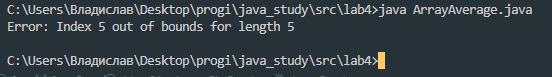 C:\Users\Владислав\Desktop\progi\java_study\src\lab4>java ArrayAverage.java
Error: Index 5 out of bounds for length 5
C:\Users\Владислав\Desktop\progi\java_study\src\lab4>